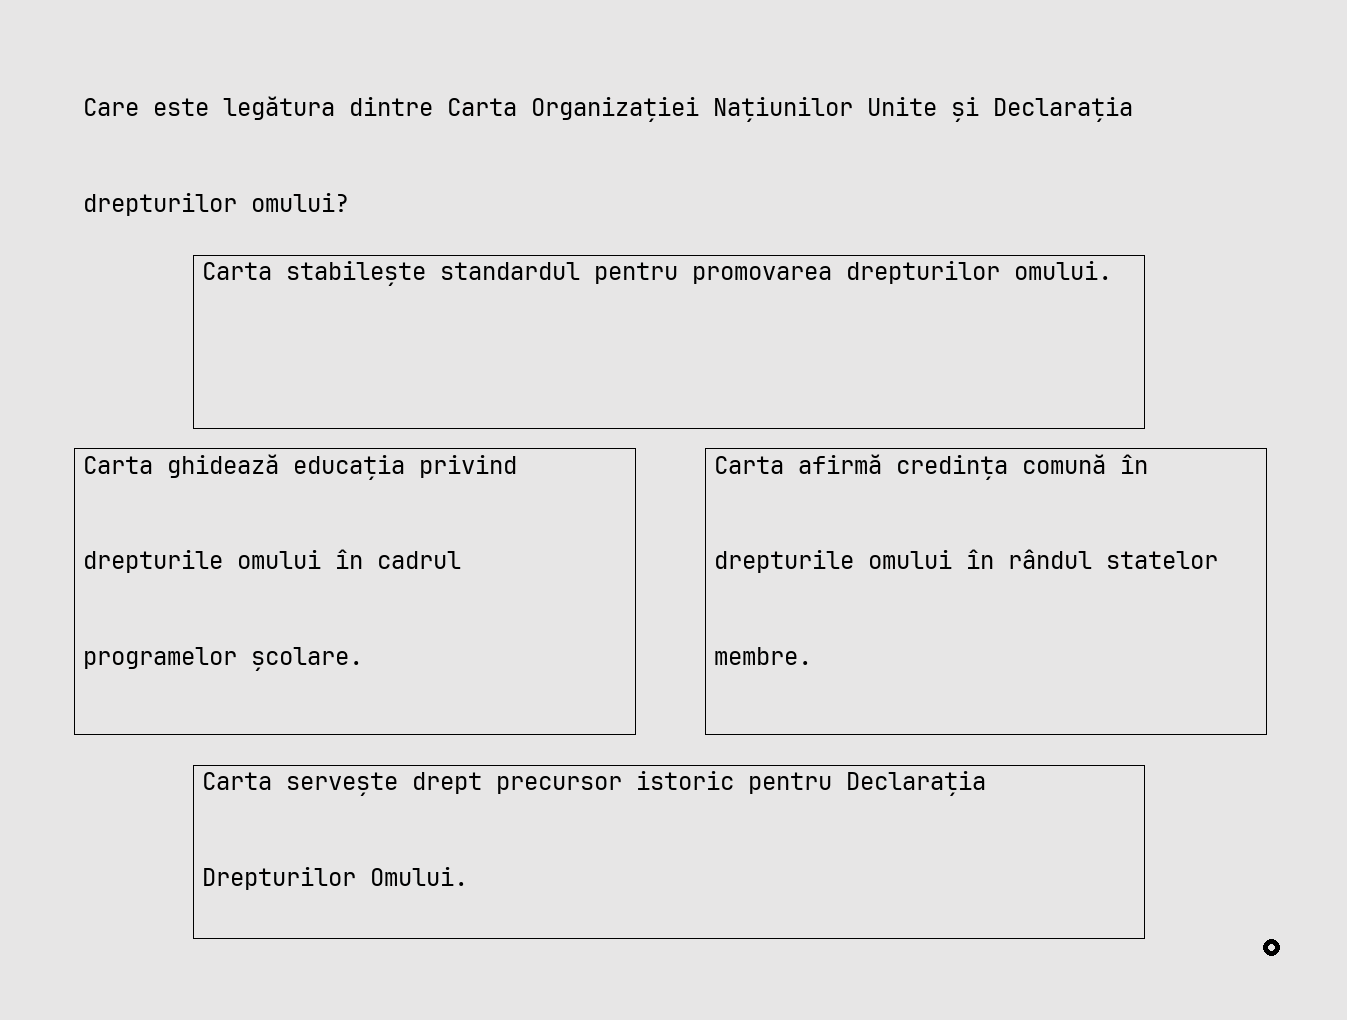 Care este legătura dintre Carta Organizației Națiunilor Unite și Declarația
drepturilor omului?
Carta stabilește standardul pentru promovarea drepturilor omului.
Carta ghidează educația privind
drepturile omului în cadrul
programelor școlare.
Carta afirmă credința comună în
drepturile omului în rândul statelor
membre.
Carta servește drept precursor istoric pentru Declarația
Drepturilor Omului.